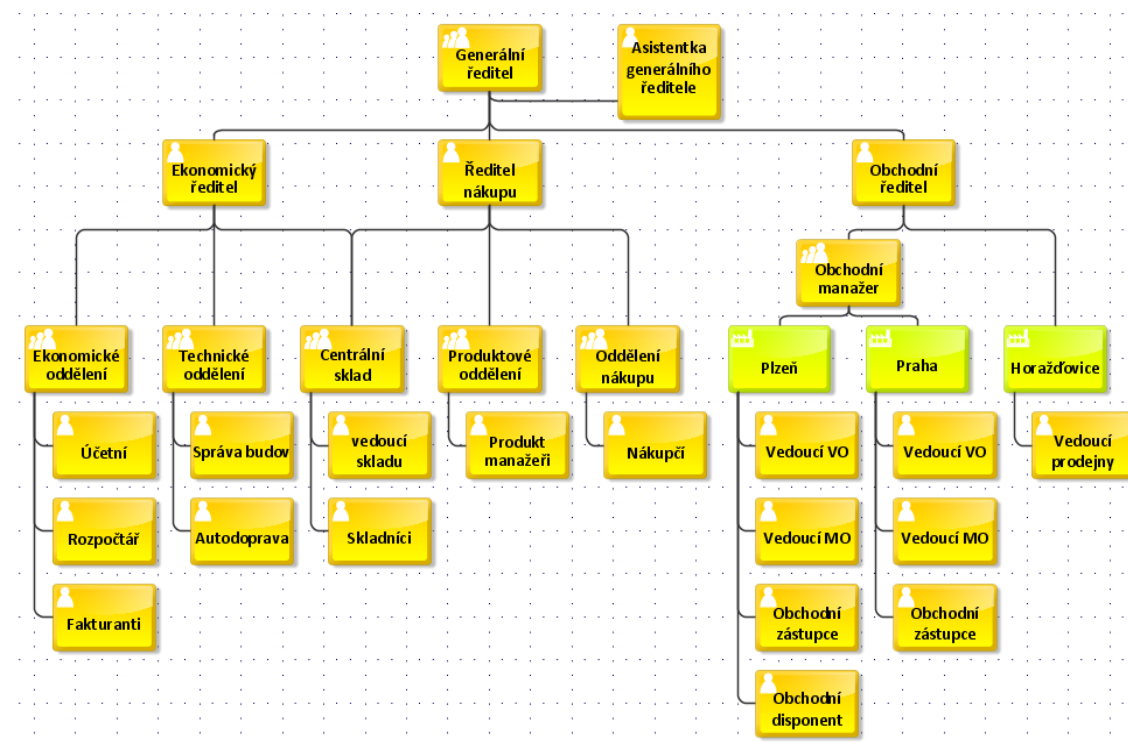 Generální
ředitel
Asistentka
generálního
ředitele
Ekonomický
ředitel
Ředitel
nákupu
Obchodní
ředitel
Obchodní
manažer
Ekonomické
oddělení
Technické
oddělení
Centrální
sklad
Produktové
oddělení
Oddělení
nákupu
Plzeň
Praha
Horažďovice
Účetní
Správa budov
vedoucí
skladu
Produkt
manažeři
Nákupčí
Vedoucí VO
Vedoucí VO
Vedoucí
prodejny
Rozpočtář
Autodoprava
Skladníci
Vedoucí MO
Vedoucí MO
Fakturanti
Obchodní
zástupce
Obchodní
zástupce
Obchodní
disponent